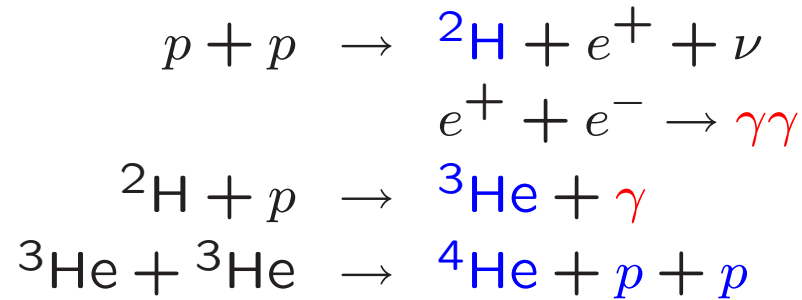 p + p → ²H + e⁺ + ν
e⁺ + e⁻ → γγ
²H + p → ³He + γ
³He + ³He → ⁴He + p + p